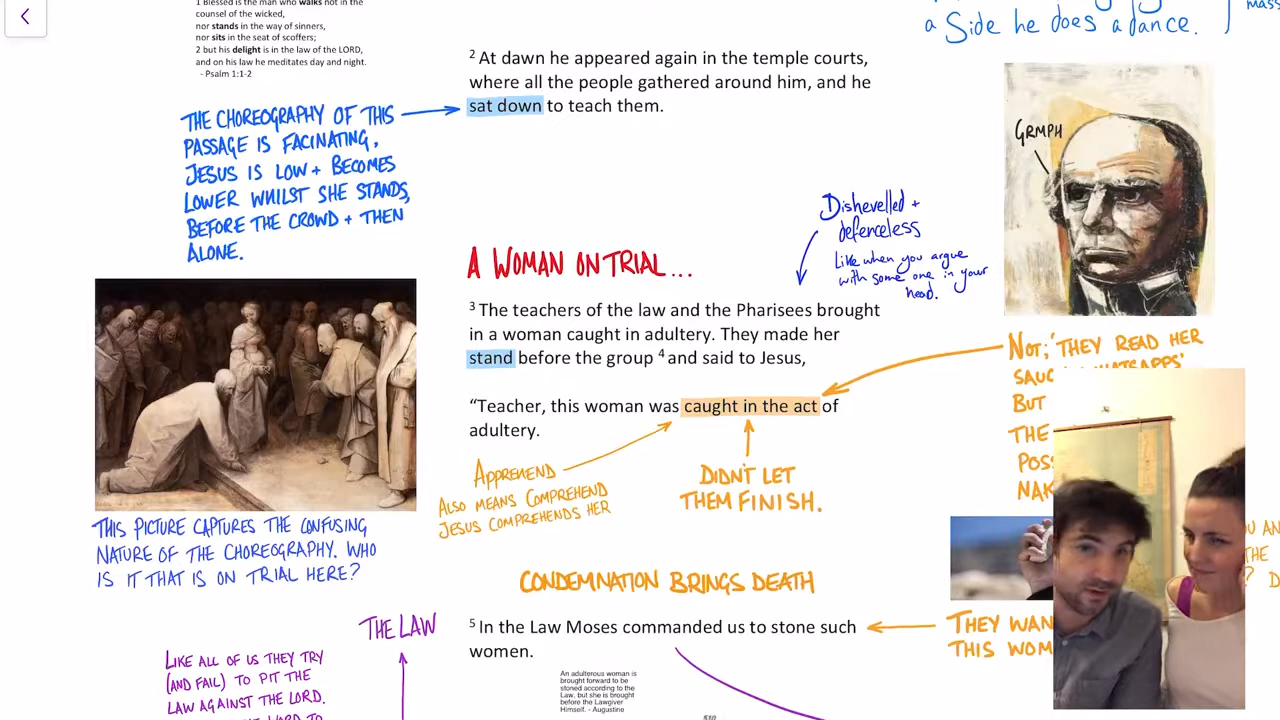 1 Blessed is the man who walks not in the
counsel of the wicked,
nor stands in the way of sinners,
nor sits in the seat of scoffers;
2 but his delight is in the law of the LORD,
and on his law he meditates day and night.
- Psalm 1:1-2
a Side he does a dance.
mass
2 At dawn he appeared again in the temple courts,
where all the people gathered around him, and he
sat down to teach them.
THE CHOREOGRAPHY OF THIS
PASSAGE IS FACINATING.
JESUS IS LOW + BECOMES
LOWER WHILST SHE STANDS,
BEFORE THE CROWD + THEN
ALONE.
GRMPH
Dishevelled +
defenceless
Like when you argue
with some one in your
head.
A WOMAN ON TRIAL...
3 The teachers of the law and the Pharisees brought
in a woman caught in adultery. They made her
stand before the group 4 and said to Jesus,
"Teacher, this woman was caught in the act of
adultery.
NOT; 'THEY READ HER
BUT
THE
APPREHEND
ALSO MEANS COMPREHEND
JESUS COMPREHENDS HER
DIDN'T LET
THEM FINISH.
THIS PICTURE CAPTURES THE CONFUSING
NATURE OF THE CHOREOGRAPHY. WHO
IS IT THAT IS ON TRIAL HERE?
CONDEMNATION BRINGS DEATH
5 In the Law Moses commanded us to stone such
women.
THEY WAN
THIS WOM
THE LAW
LIKE ALL OF US THEY TRY
(AND FAIL) TO PIT THE
LAW AGAINST THE LORD.
An adulterous woman is
brought forward to be
stoned according to the
Law, but she is brought
before the Lawgiver
Himself. - Augustine